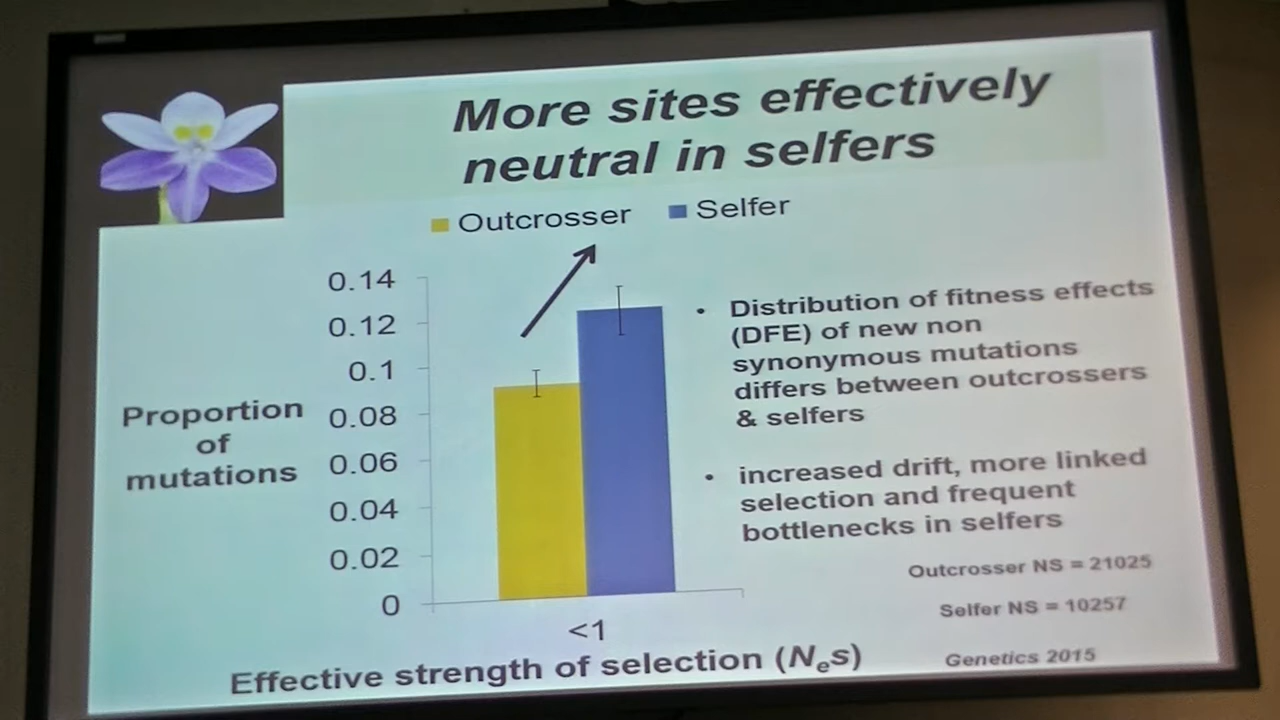 More sites effectively
neutral in selfers
Outcrosser Selfer
0.14
0.12
0.1
0.08
0.06
0.04
0.02
0
Proportion
of
mutations
<1
Effective strength of selection (Nes)
• Distribution of fitness effects
(DFE) of new non
synonymous mutations
differs between outcrossers
& selfers
• increased drift, more linked
selection and frequent
bottlenecks in selfers
Outcrosser NS = 21025
Selfer NS = 10257
Genetics 2015